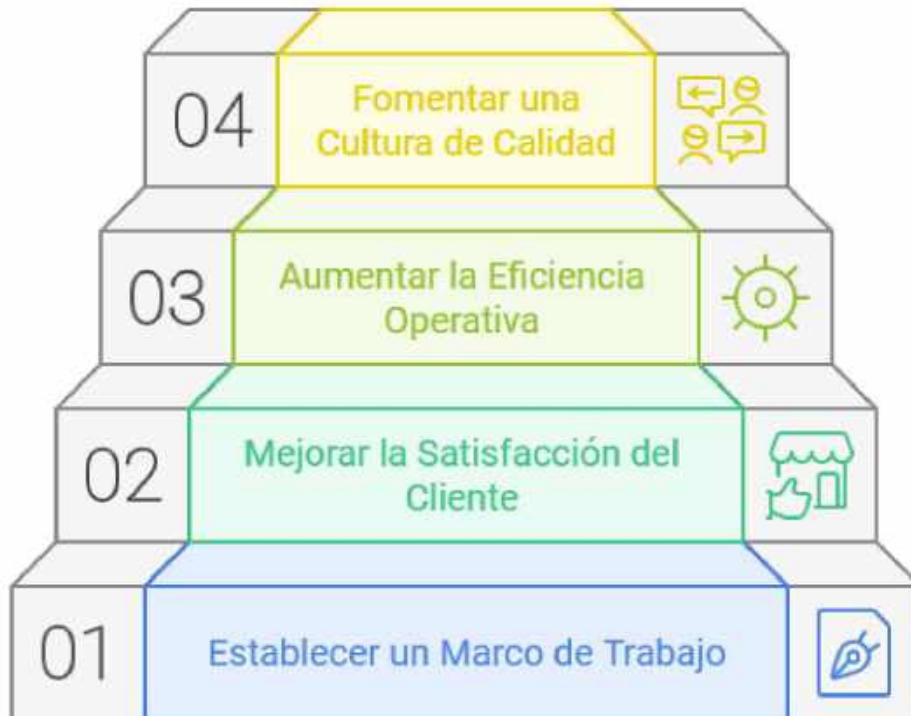 04
Fomentar una
Cultura de Calidad
03
Aumentar la Eficiencia
Operativa
02
Mejorar la Satisfacción del
Cliente
01
Establecer un Marco de Trabajo